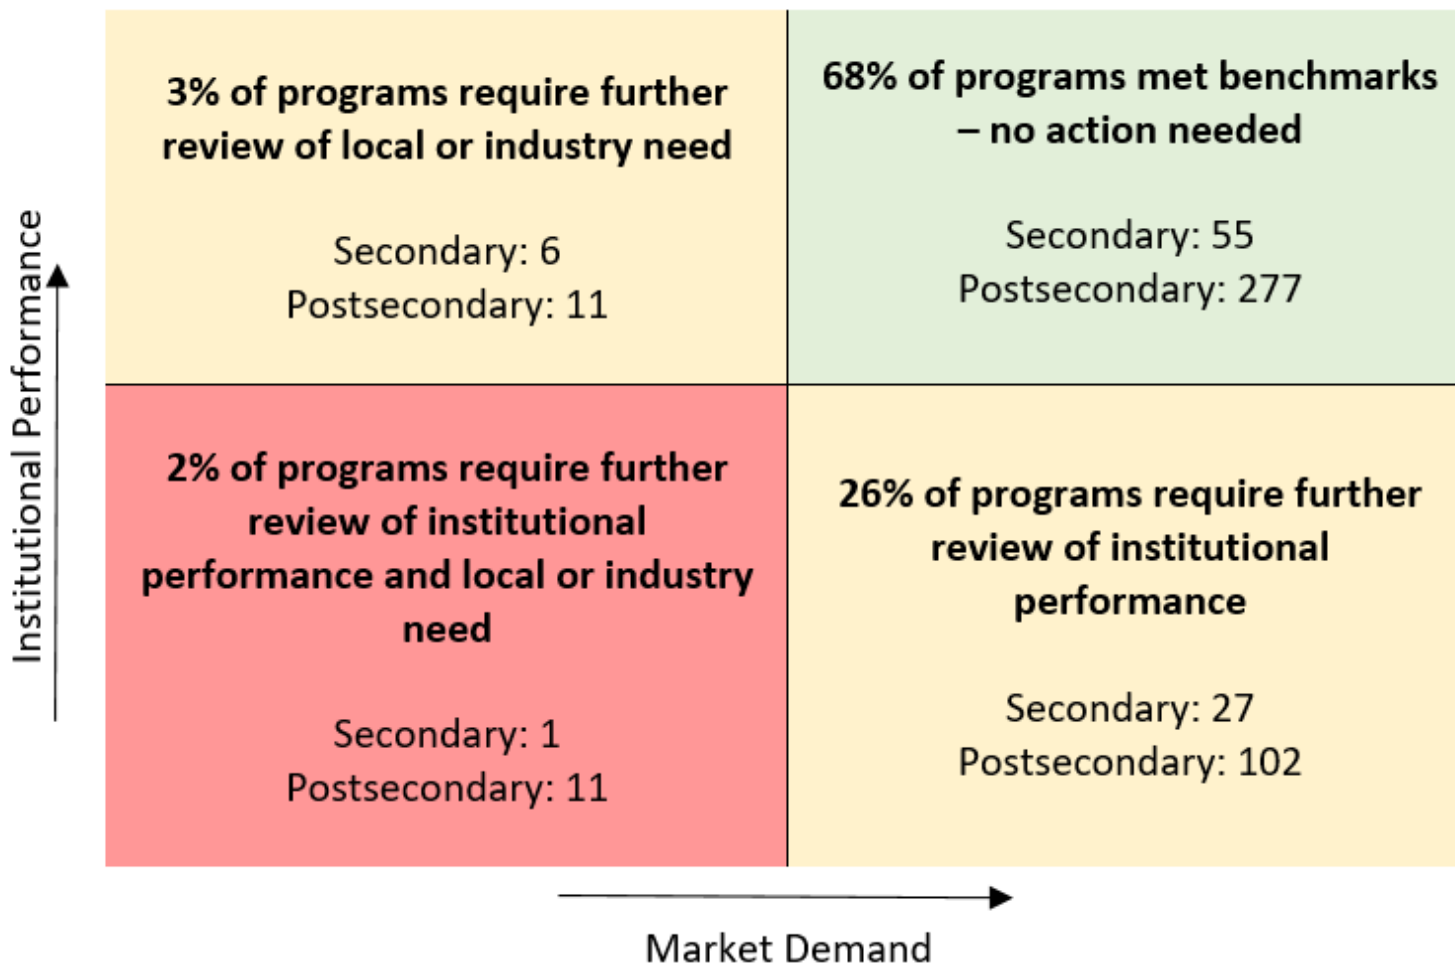 3% of programs require further
review of local or industry need
Secondary: 6
Postsecondary: 11
68% of programs met benchmarks
– no action needed
Secondary: 55
Postsecondary: 277
Institutional Performance
2% of programs require further
review of institutional
performance and local or industry
need
Secondary: 1
Postsecondary: 11
26% of programs require further
review of institutional
performance
Secondary: 27
Postsecondary: 102
Market Demand